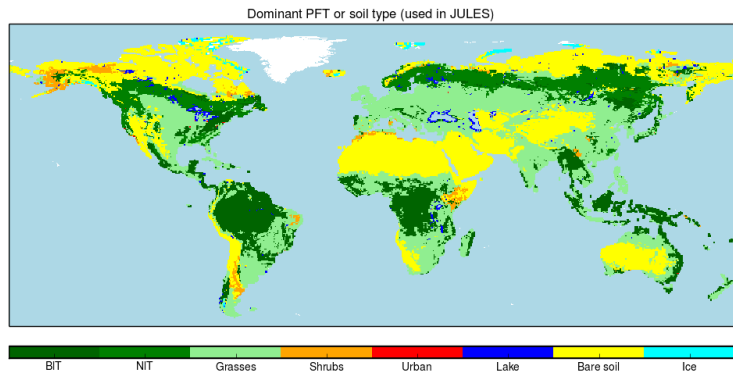 Dominant PFT or soil type (used in JULES)
BIT NIT Grasses Shrubs Urban Lake Bare soil Ice